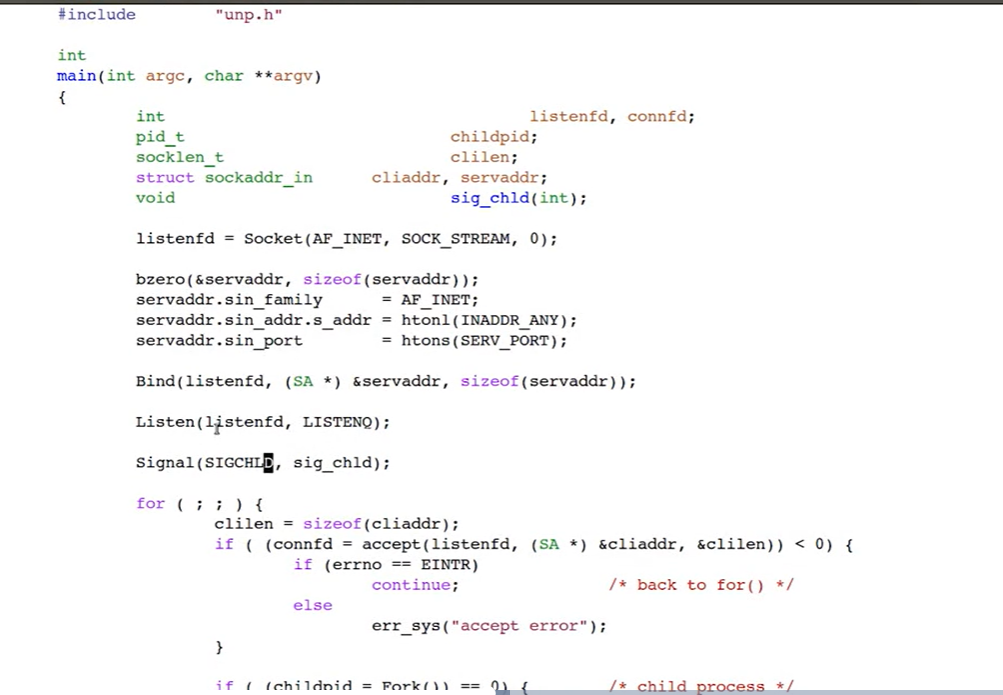 #include "unp.h"
int
main(int argc, char **argv)
{
int listenfd, connfd;
pid_t childpid;
socklen_t clilen;
struct sockaddr_in cliaddr, servaddr;
void sig_chld(int);
listenfd = Socket(AF_INET, SOCK_STREAM, 0);
bzero(&servaddr, sizeof(servaddr));
servaddr.sin_family = AF_INET;
servaddr.sin_addr.s_addr = htonl(INADDR_ANY);
servaddr.sin_port = htons(SERV_PORT);
Bind(listenfd, (SA *) &servaddr, sizeof(servaddr));
Listen(listenfd, LISTENQ);
Signal(SIGCHLD, sig_chld);
for ( ; ; ) {
clilen = sizeof(cliaddr);
if ( (connfd = accept(listenfd, (SA *) &cliaddr, &clilen)) < 0) {
if (errno == EINTR)
continue; /* back to for() */
else
err_sys("accept error");
}
if ( (childpid = Fork()) == 0) { /* child process */